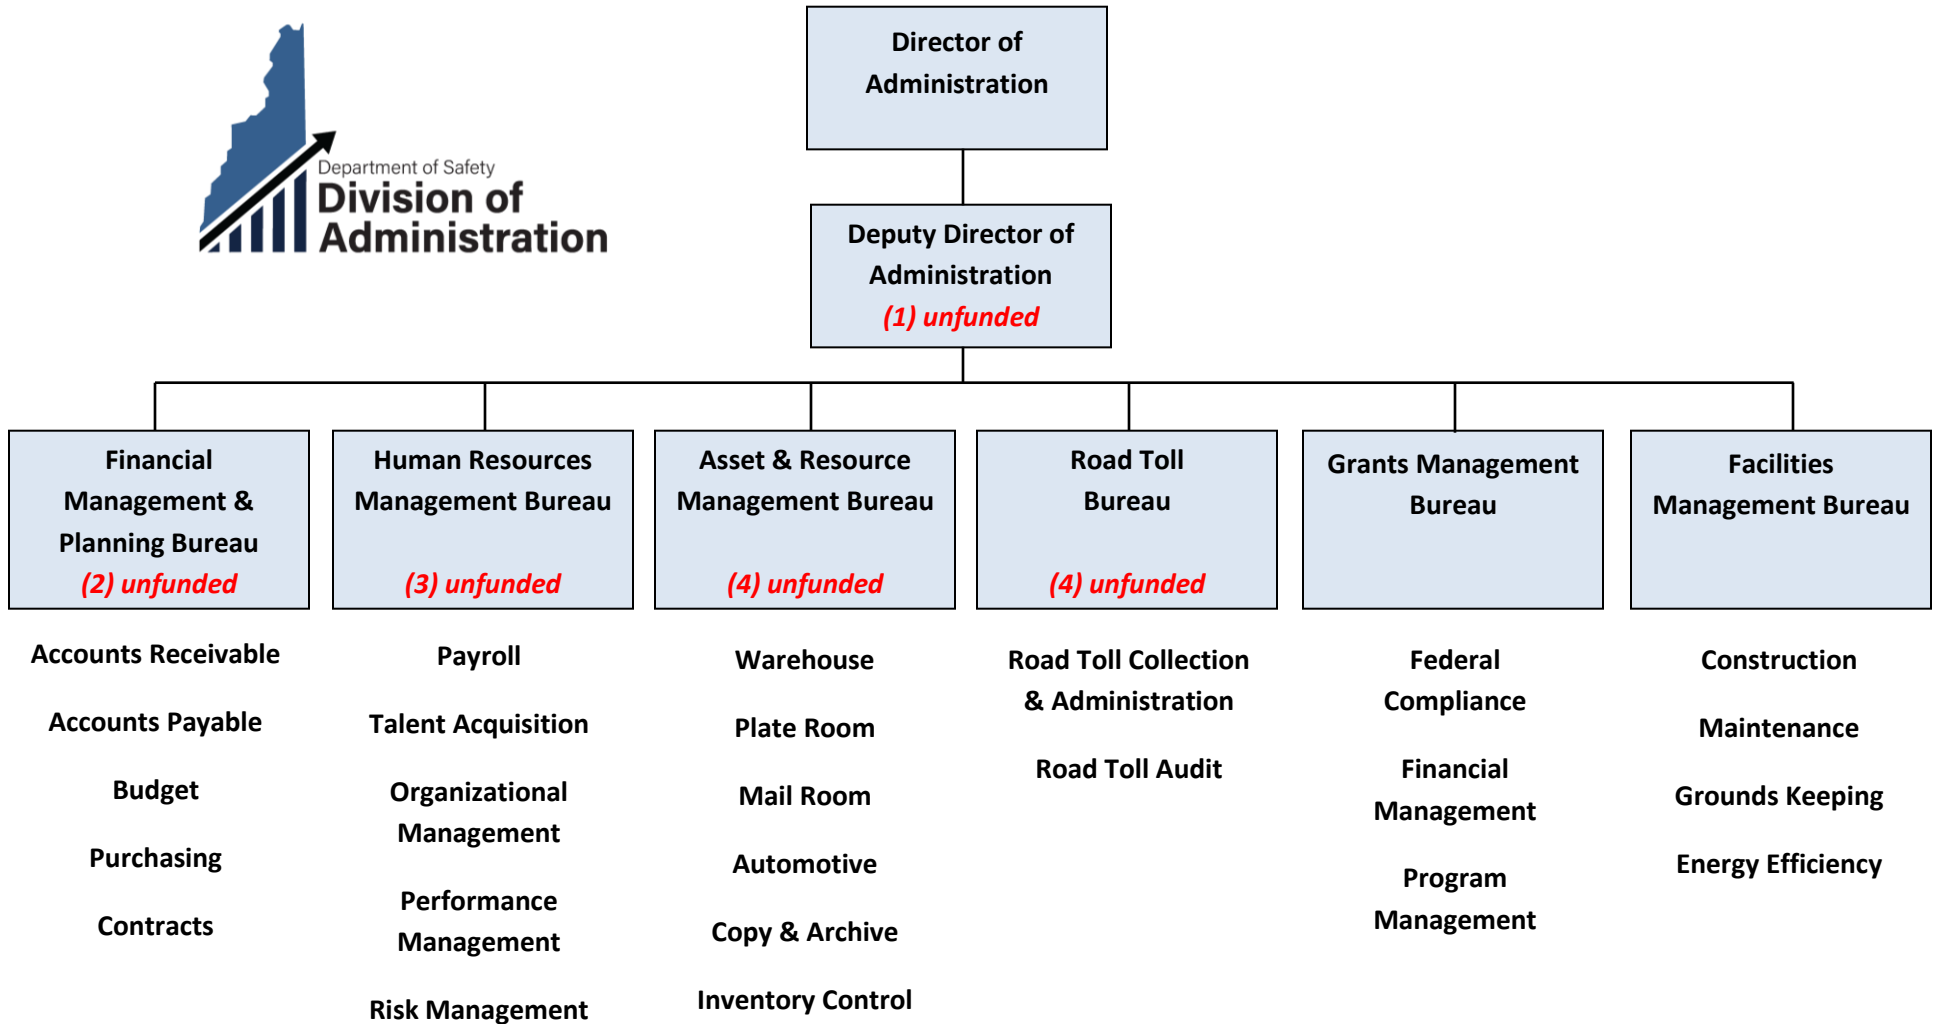 Department of Safety
Division of
Administration
Director of
Administration
Deputy Director of
Administration
(1) unfunded
Financial
Management &
Planning Bureau
(2) unfunded
Human Resources
Management Bureau
(3) unfunded
Asset & Resource
Management Bureau
(4) unfunded
Road Toll
Bureau
(4) unfunded
Grants Management
Bureau
Facilities
Management Bureau
Accounts Receivable
Accounts Payable
Budget
Purchasing
Contracts
Payroll
Talent Acquisition
Organizational
Management
Performance
Management
Risk Management
Warehouse
Plate Room
Mail Room
Automotive
Copy & Archive
Inventory Control
Road Toll Collection
& Administration
Road Toll Audit
Federal
Compliance
Financial
Management
Program
Management
Construction
Maintenance
Grounds Keeping
Energy Efficiency